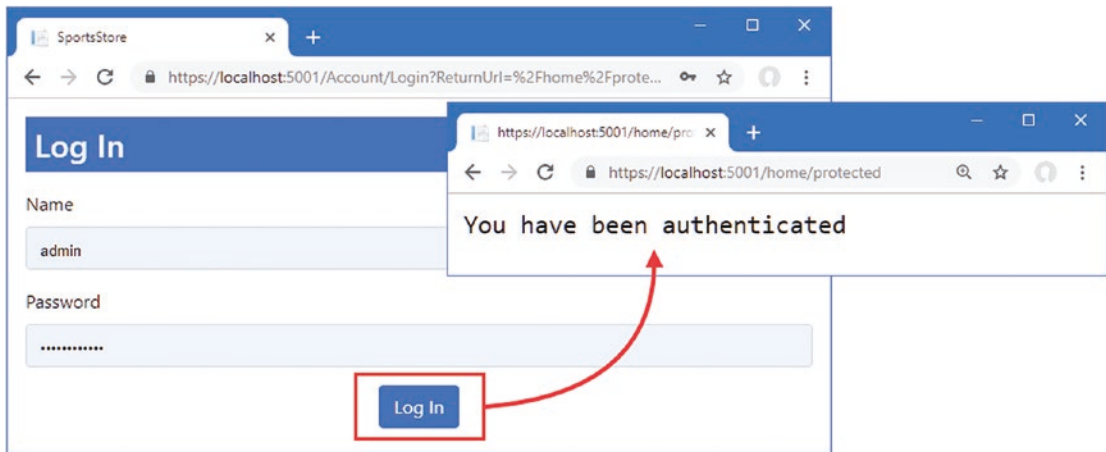 SportsStore
https://localhost:5001/Account/Login?ReturnUrl=%2Fhome%2Fprote...
Log In
Name
admin
Password
••••••••••••
Log In
https://localhost:5001/home/pro
https://localhost:5001/home/protected
You have been authenticated